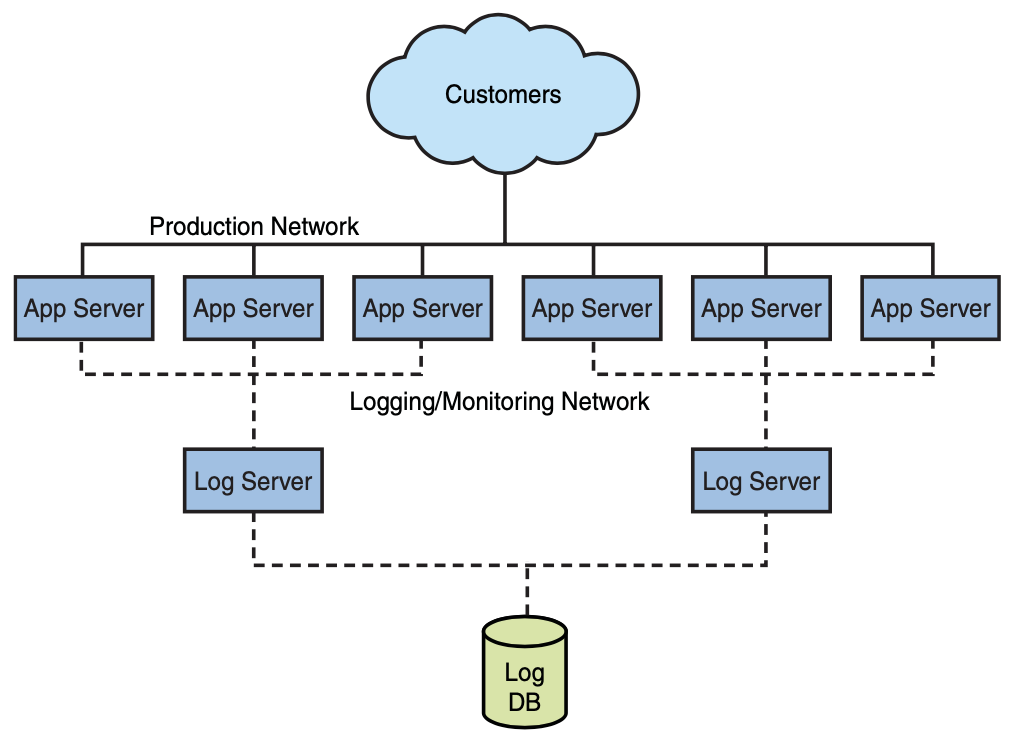 Customers
Production Network
App Server
App Server
App Server
App Server
App Server
App Server
Logging/Monitoring Network
Log Server
Log Server
Log
DB